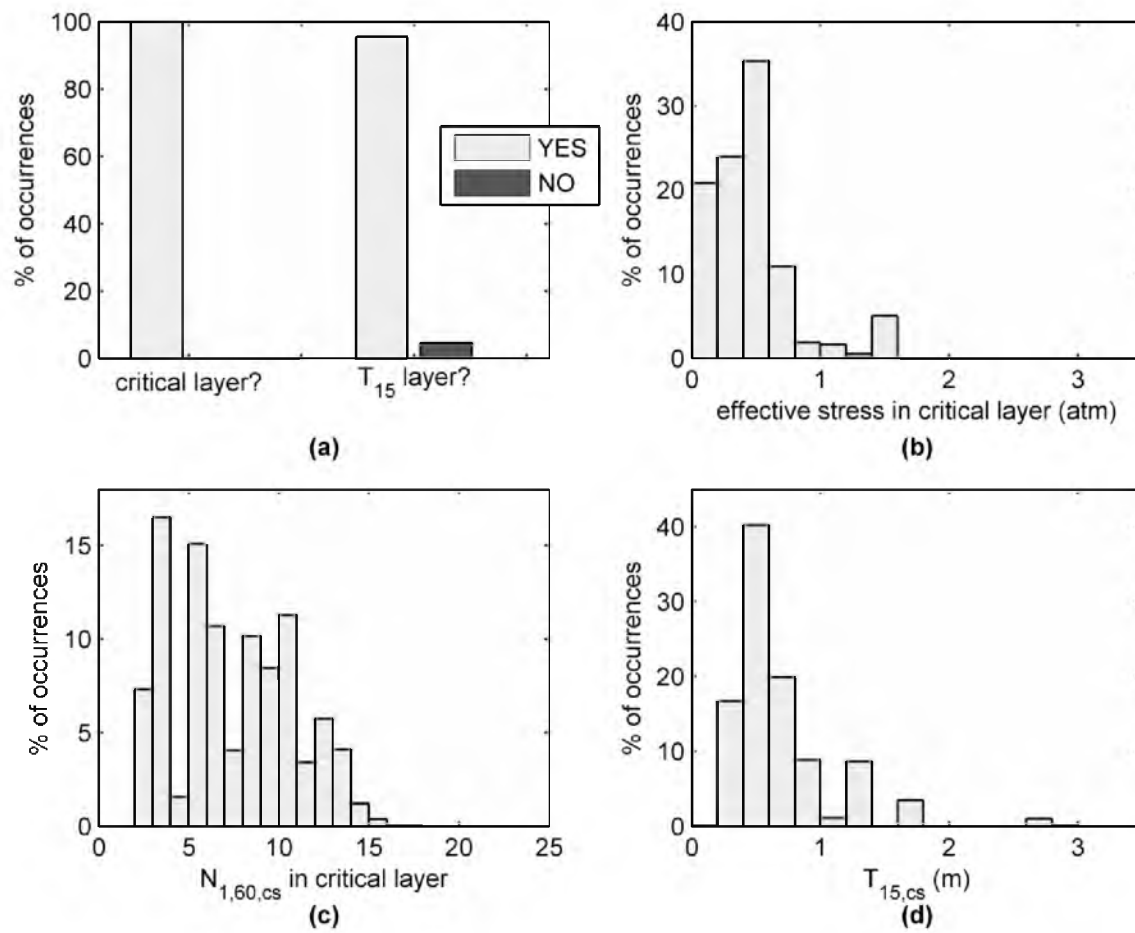 100
80
60
40
20
0
% of occurrences
critical layer?
T15 layer?
YES
NO
(a)
40
30
20
10
0
% of occurrences
0 1 2 3
effective stress in critical layer (atm)
(b)
15
10
5
0
% of occurrences
0 5 10 15 20 25
N1,60,cs in critical layer
(c)
40
30
20
10
0
% of occurrences
0 1 2 3
T15,cs (m)
(d)